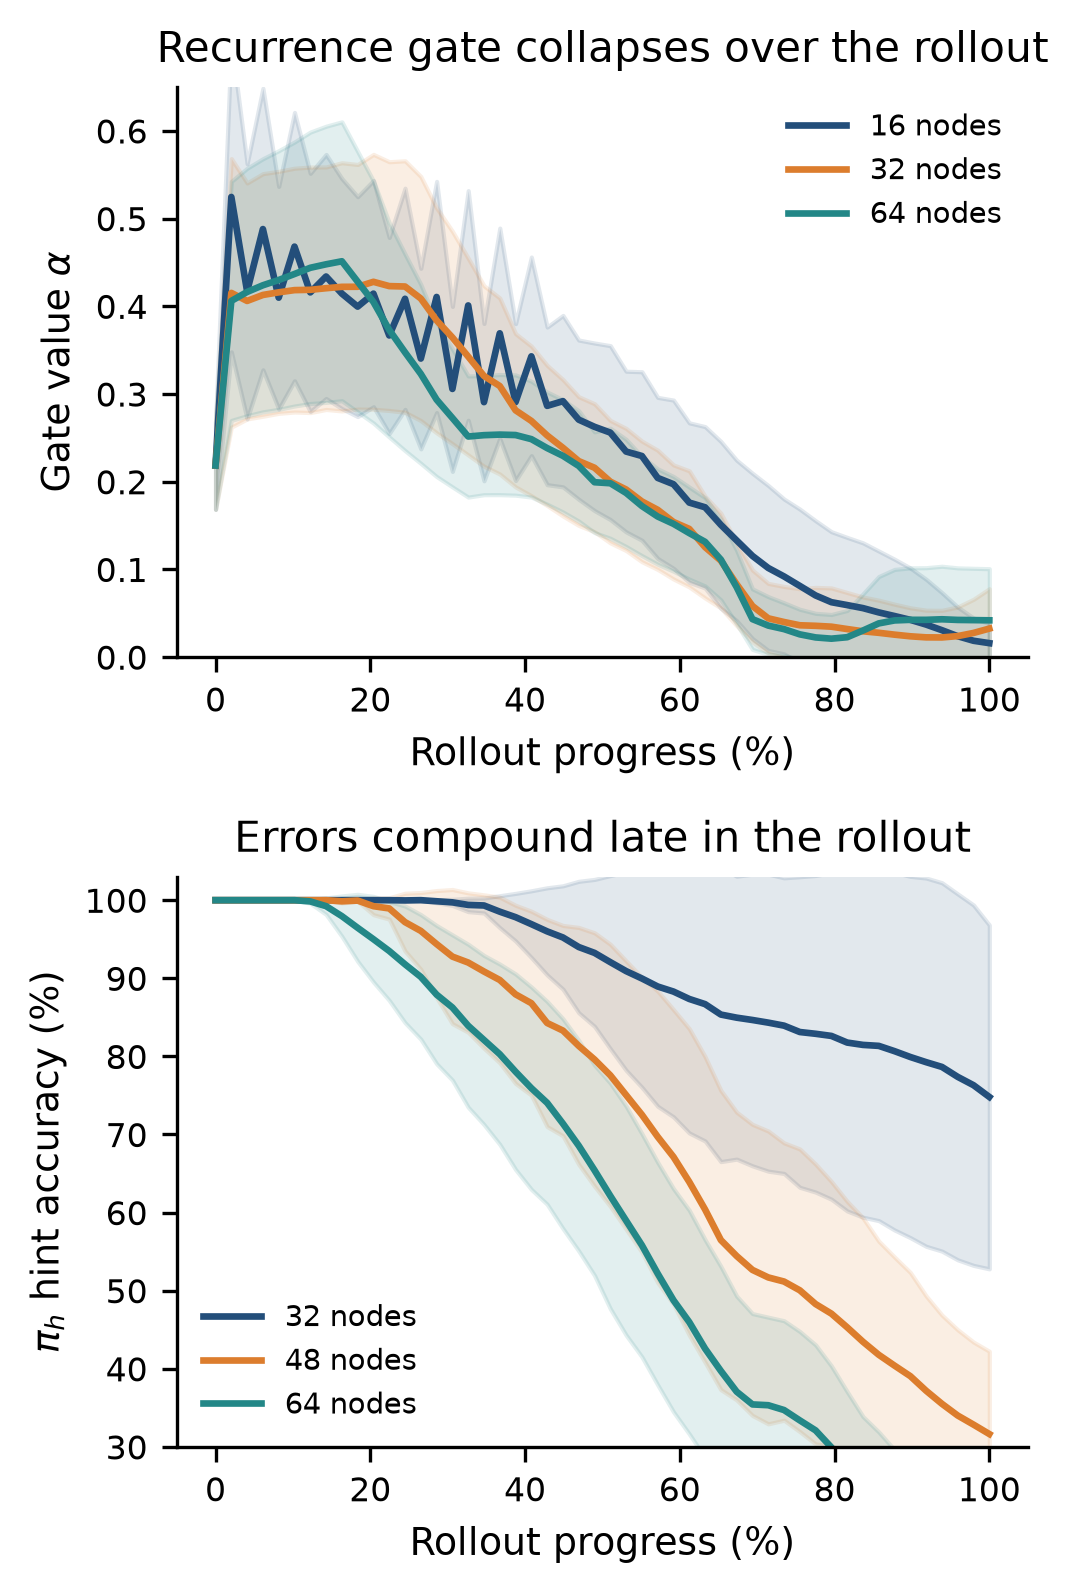 Recurrence gate collapses over the rollout
Gate value α
0.6
0.5
0.4
0.3
0.2
0.1
0.0
16 nodes
32 nodes
64 nodes
0 20 40 60 80 100
Rollout progress (%)
Errors compound late in the rollout
π_h hint accuracy (%)
100
90
80
70
60
50
40
30
32 nodes
48 nodes
64 nodes
0 20 40 60 80 100
Rollout progress (%)